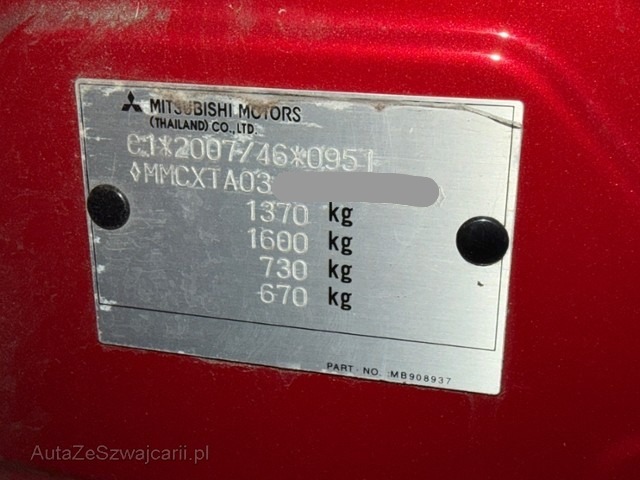 MITSUBISHI MOTORS
(THAILAND) CO., LTD.
e1*2007/46*0951
◊MMCXTA03
1370 kg
1600 kg
730 kg
670 kg
PART NO. :MB908937
AutaZeSzwajcarii.pl